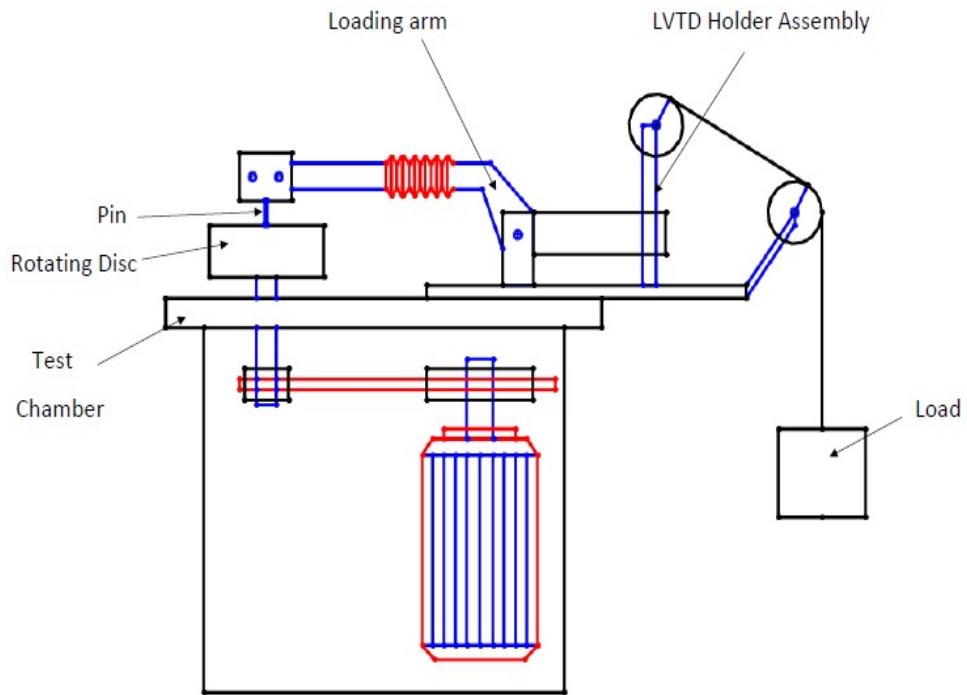 Loading arm
LVTD Holder Assembly
Pin
Rotating Disc
Test
Chamber
Load